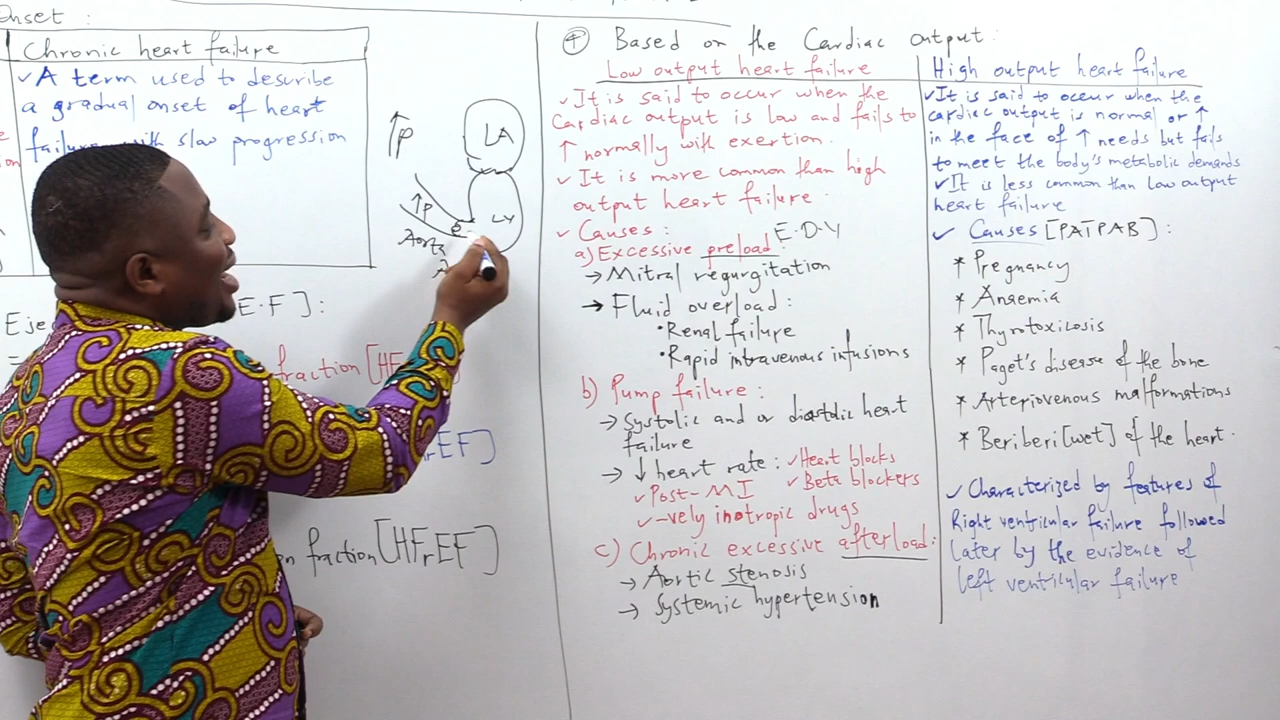 Onset :
Chronic heart failure
✓ A term used to describe
a gradual onset of heart
failure with slow progression
↑P
LA
↑P
LV
Aorta
E.F]:
fraction [HF
rEF]
fraction [HFrEF]
④ Based on the Cardiac output:
Low output heart failure
✓ It is said to occur when the
Cardiac output is low and fails to
↑ normally with exertion.
✓ It is more common than high
output heart failure.
✓ Causes : E.D.V
a) Excessive preload :
→ Mitral regurgitation
→ Fluid overload :
• Renal failure
• Rapid intravenous infusions
b) Pump failure :
→ Systolic and or diastolic heart
failure
→ ↓ heart rate : ✓ Heart blocks
✓ Post-MI ✓ Beta blockers
✓ -vely inotropic drugs
c) Chronic excessive afterload:
→ Aortic stenosis
→ Systemic hypertension
High output heart failure
✓ It is said to occur when the
cardiac output is normal or ↑
in the face of ↑ needs but fails
to meet the body's metabolic demands
✓ It is less common than low output
heart failure
✓ Causes [PATPAB] :
* Pregnancy
* Anaemia
* Thyrotoxicosis
* Paget's disease of the bone
* Arteriovenous malformations
* Beriberi [wet] of the heart.
✓ Characterized by features of
Right ventricular failure followed
later by the evidence of
left ventricular failure